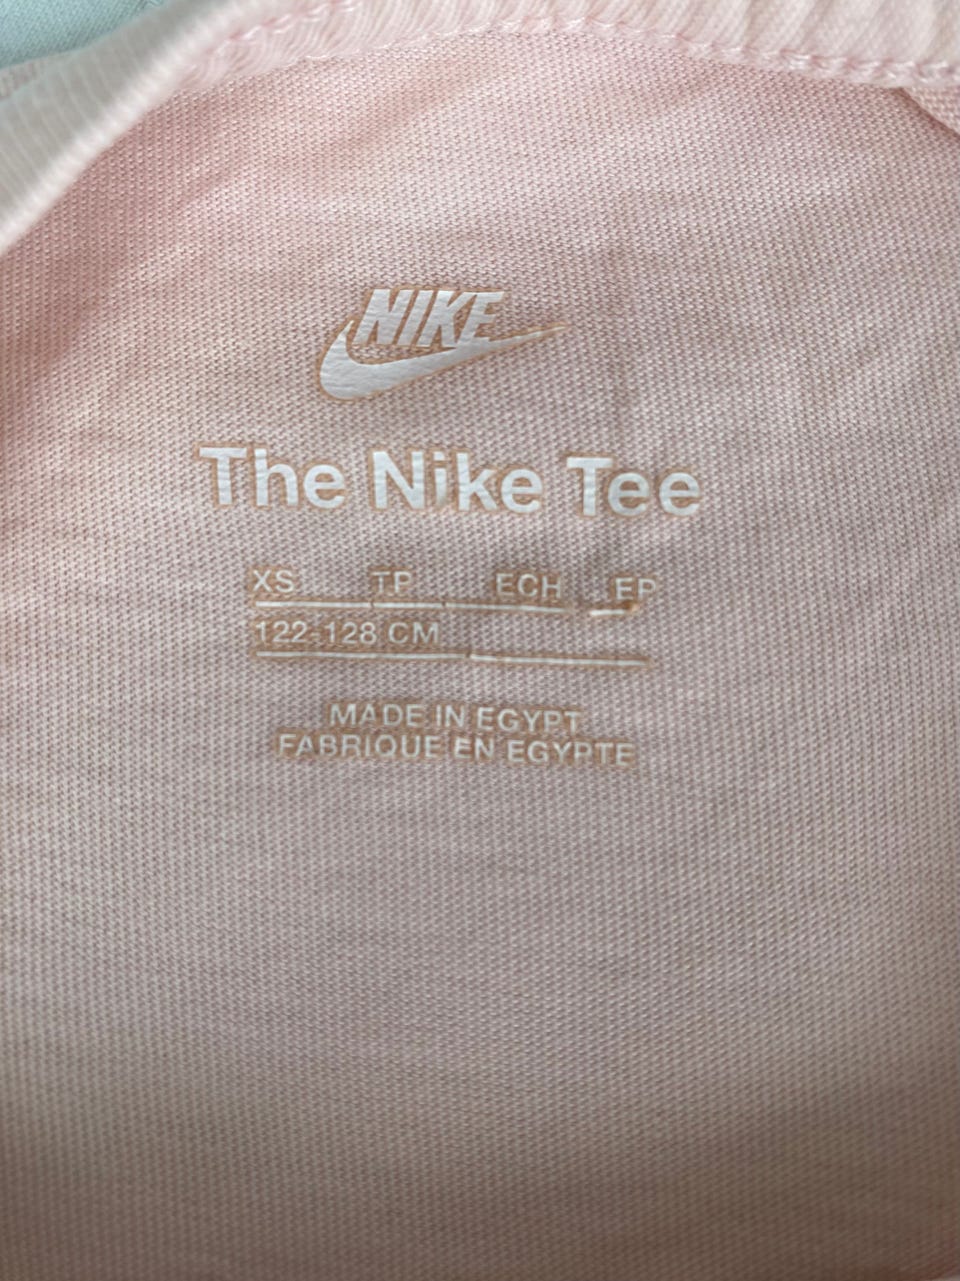 NIKE
The Nike Tee
XS TP ECH EP
122-128 CM
MADE IN EGYPT
FABRIQUE EN EGYPTE